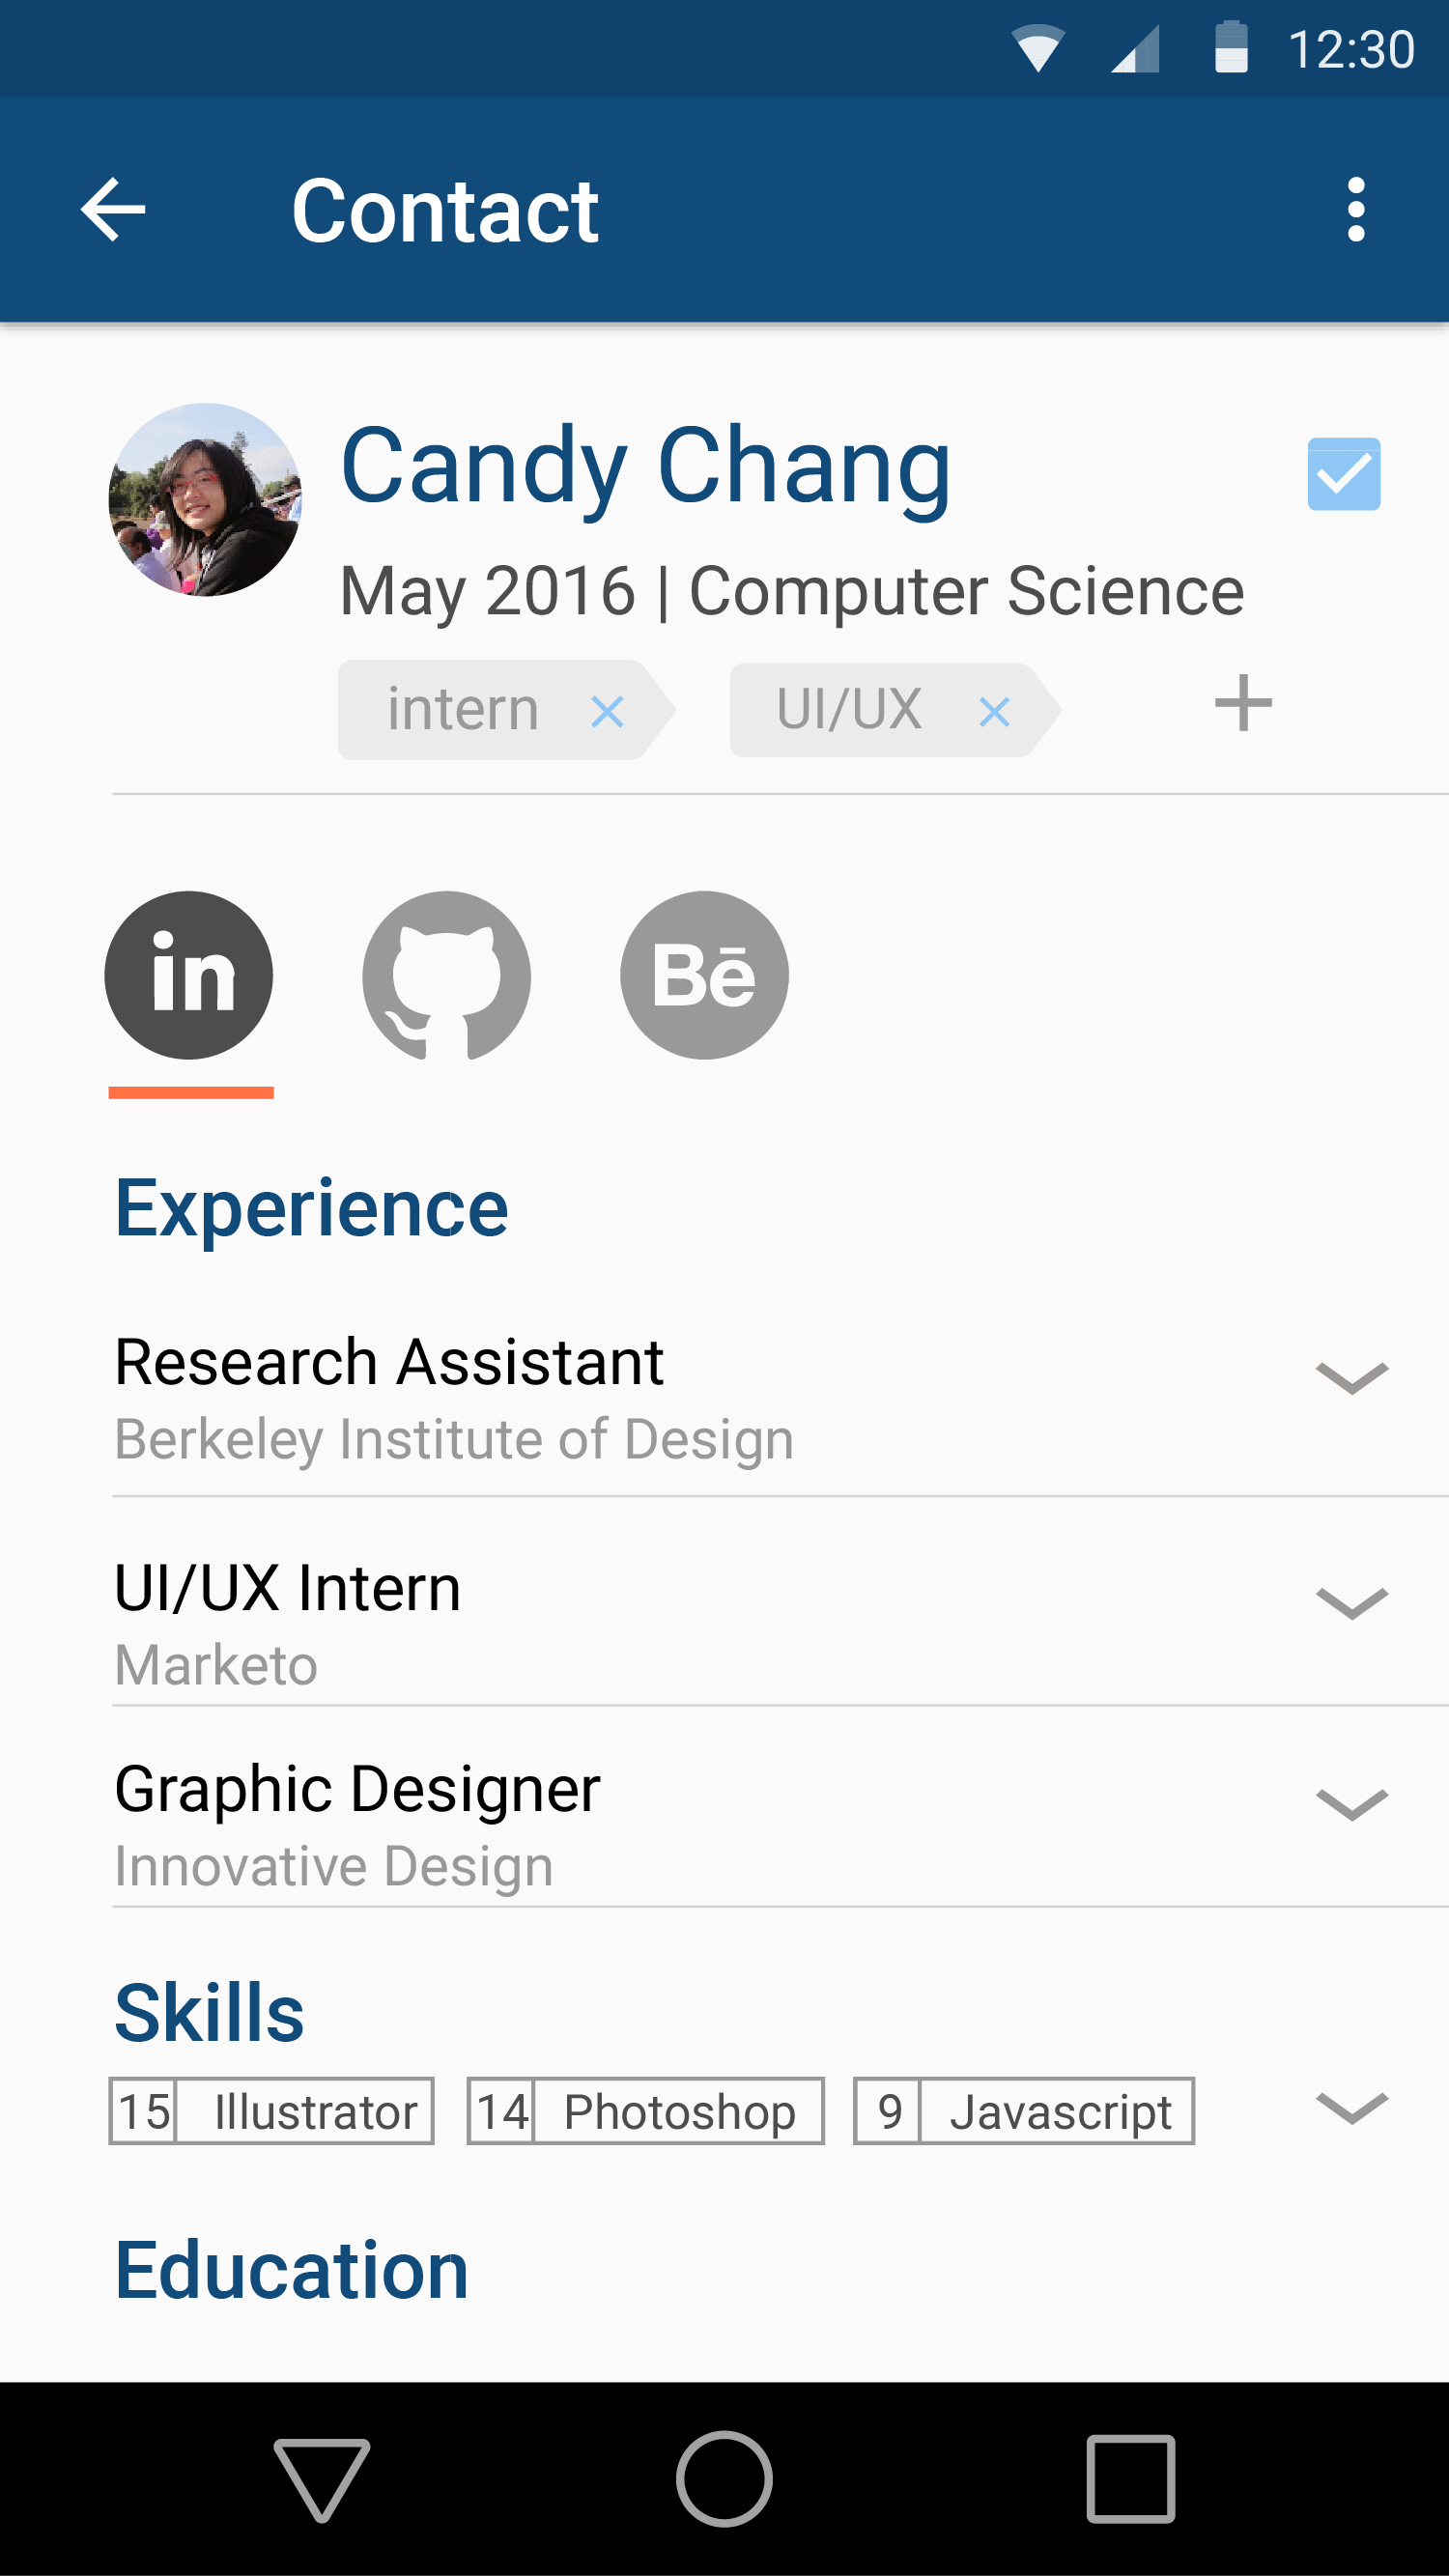 12:30
Contact
Candy Chang
May 2016 | Computer Science
intern × UI/UX × +
in Bē
Experience
Research Assistant
Berkeley Institute of Design
UI/UX Intern
Marketo
Graphic Designer
Innovative Design
Skills
15 Illustrator 14 Photoshop 9 Javascript
Education